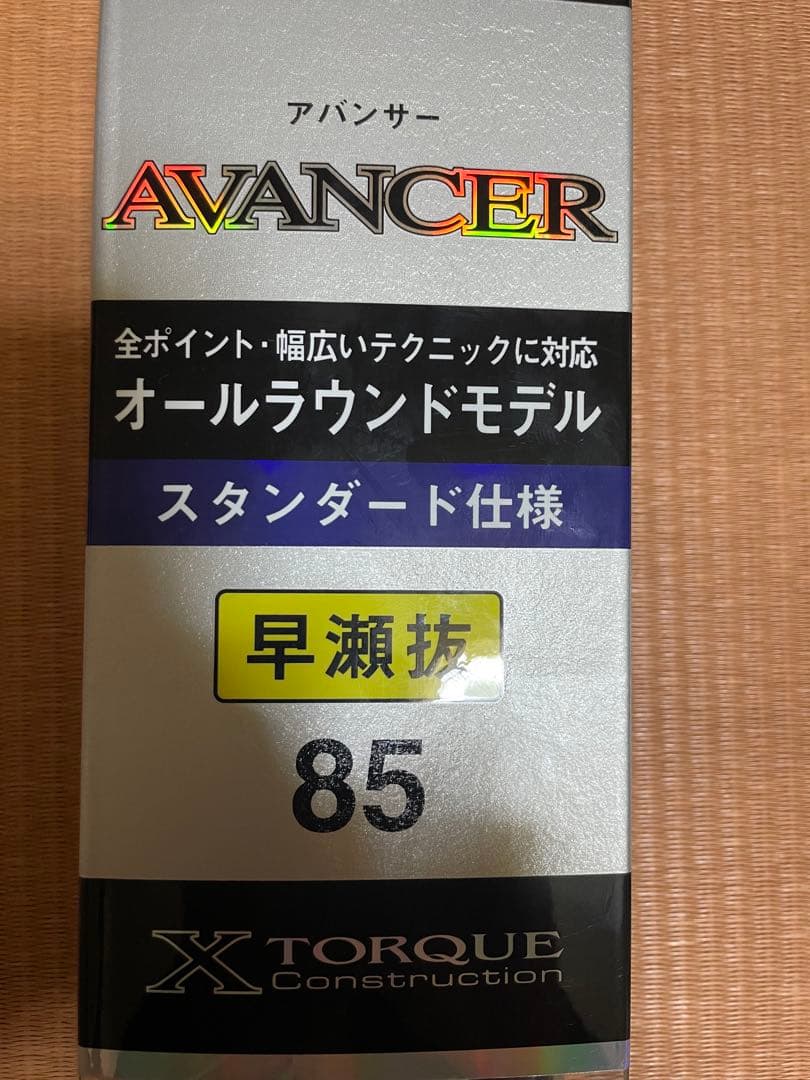 アバンサー
AVANCER
全ポイント・幅広いテクニックに対応
オールラウンドモデル
スタンダード仕様
早瀬抜
85
X TORQUE
Construction